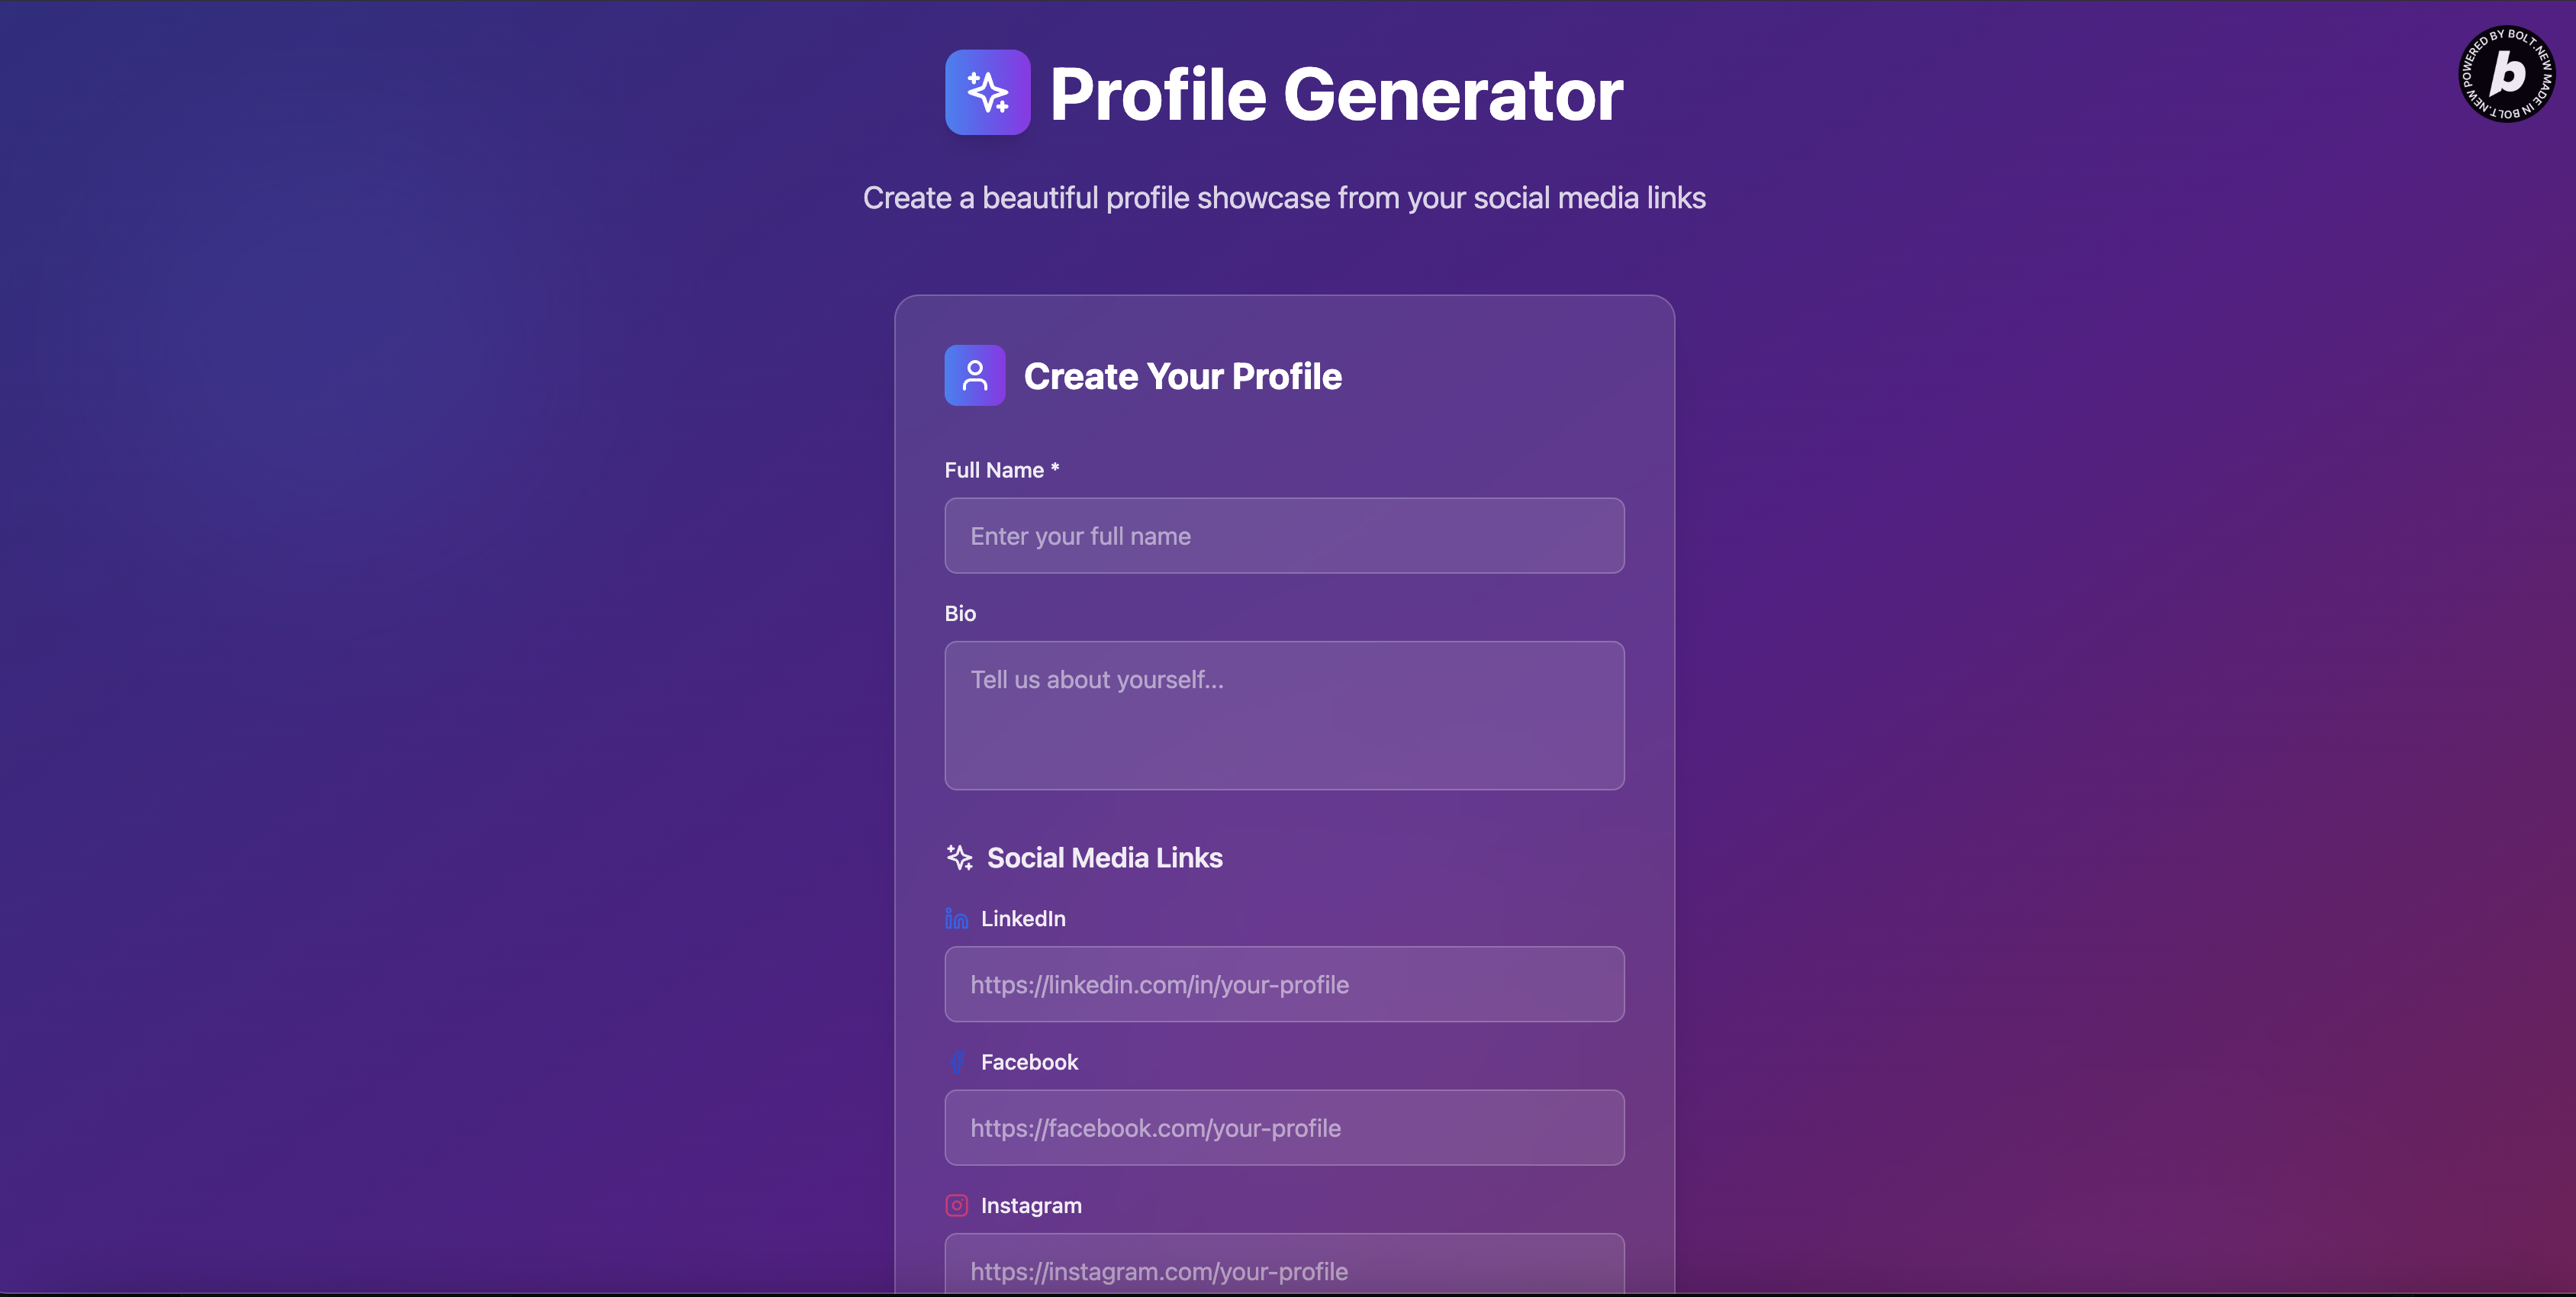 Profile Generator
POWERED BY BOLT.NEW MADE IN BOLT.NEW
b
Create a beautiful profile showcase from your social media links
Create Your Profile
Full Name *
Enter your full name
Bio
Tell us about yourself...
Social Media Links
in LinkedIn
f Facebook
https://linkedin.com/in/your-profile
https://facebook.com/your-profile
Instagram
https://instagram.com/your-profile